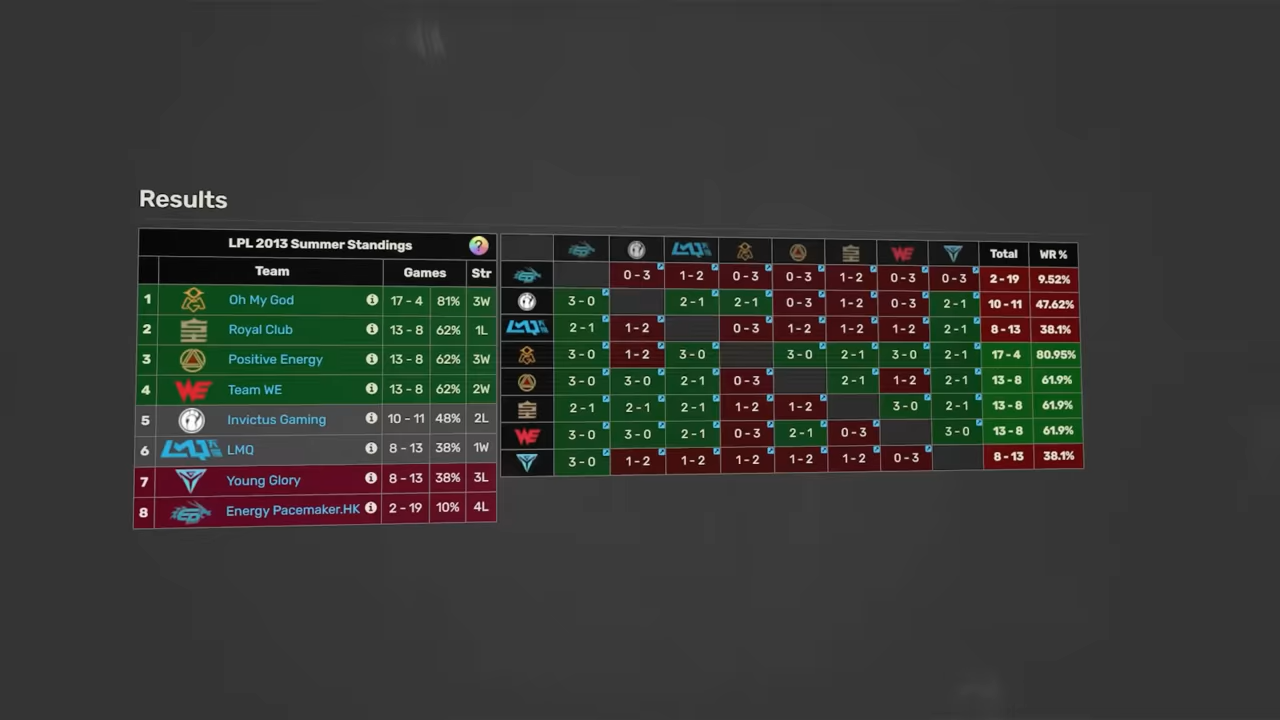 Results
LPL 2013 Summer Standings ?
Team Games Str
1 Oh My God i 17 - 4 81% 3W
2 Royal Club i 13 - 8 62% 1L
3 Positive Energy i 13 - 8 62% 3W
4 WE Team WE i 13 - 8 62% 2W
5 Invictus Gaming i 10 - 11 48% 2L
6 LMQ LMQ i 8 - 13 38% 1W
7 Young Glory i 8 - 13 38% 3L
8 Energy Pacemaker.HK i 2 - 19 10% 4L
LMQ WE Total WR %
0 - 3 1 - 2 0 - 3 0 - 3 1 - 2 0 - 3 0 - 3 2 - 19 9.52%
3 - 0 2 - 1 2 - 1 0 - 3 1 - 2 0 - 3 2 - 1 10 - 11 47.62%
LMQ 2 - 1 1 - 2 0 - 3 1 - 2 1 - 2 1 - 2 2 - 1 8 - 13 38.1%
3 - 0 1 - 2 3 - 0 3 - 0 2 - 1 3 - 0 2 - 1 17 - 4 80.95%
3 - 0 3 - 0 2 - 1 0 - 3 2 - 1 1 - 2 2 - 1 13 - 8 61.9%
2 - 1 2 - 1 2 - 1 1 - 2 1 - 2 3 - 0 2 - 1 13 - 8 61.9%
WE 3 - 0 3 - 0 2 - 1 0 - 3 2 - 1 0 - 3 3 - 0 13 - 8 61.9%
3 - 0 1 - 2 1 - 2 1 - 2 1 - 2 1 - 2 0 - 3 8 - 13 38.1%